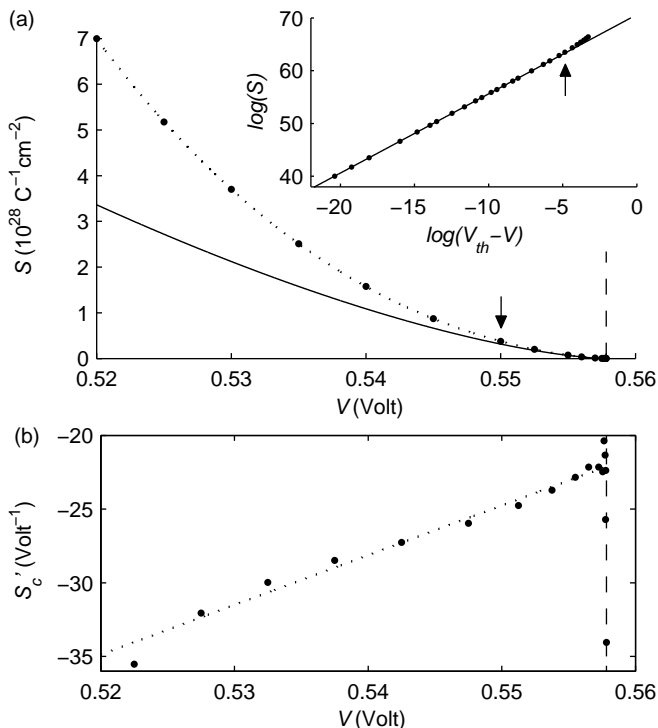 (a)
7
6
5
4
3
2
1
0
S (10²⁸ C⁻¹cm⁻²)
0.52 0.53 0.54 0.55 0.56
V (Volt)
70
60
50
40
log(S)
−20 −15 −10 −5 0
log(V_th−V)
(b)
−20
−25
−30
−35
S_c' (Volt⁻¹)
0.52 0.53 0.54 0.55 0.56
V (Volt)